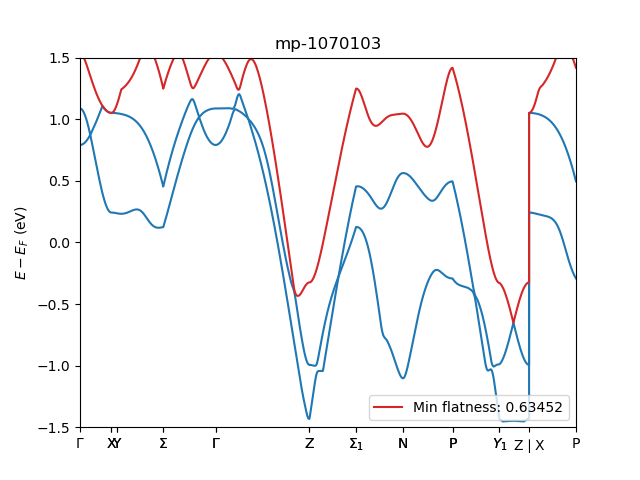 mp-1070103
E − E_F (eV)
1.5
1.0
0.5
0.0
−0.5
−1.0
−1.5
Min flatness: 0.63452
Γ X Y Σ Γ Z Σ₁ N P Y₁ Z | X P